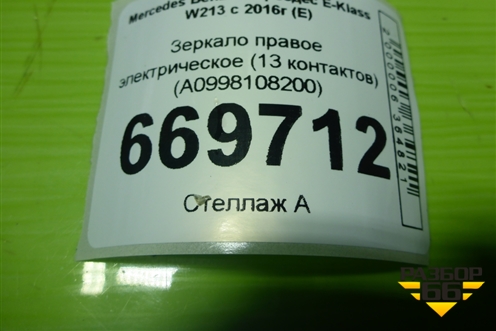 Mercedes E-Klass
W213 с 2016г (E)
Зеркало правое
электрическое (13 контактов)
(A0998108200)
669712
Стеллаж А
РАЗБОР
66